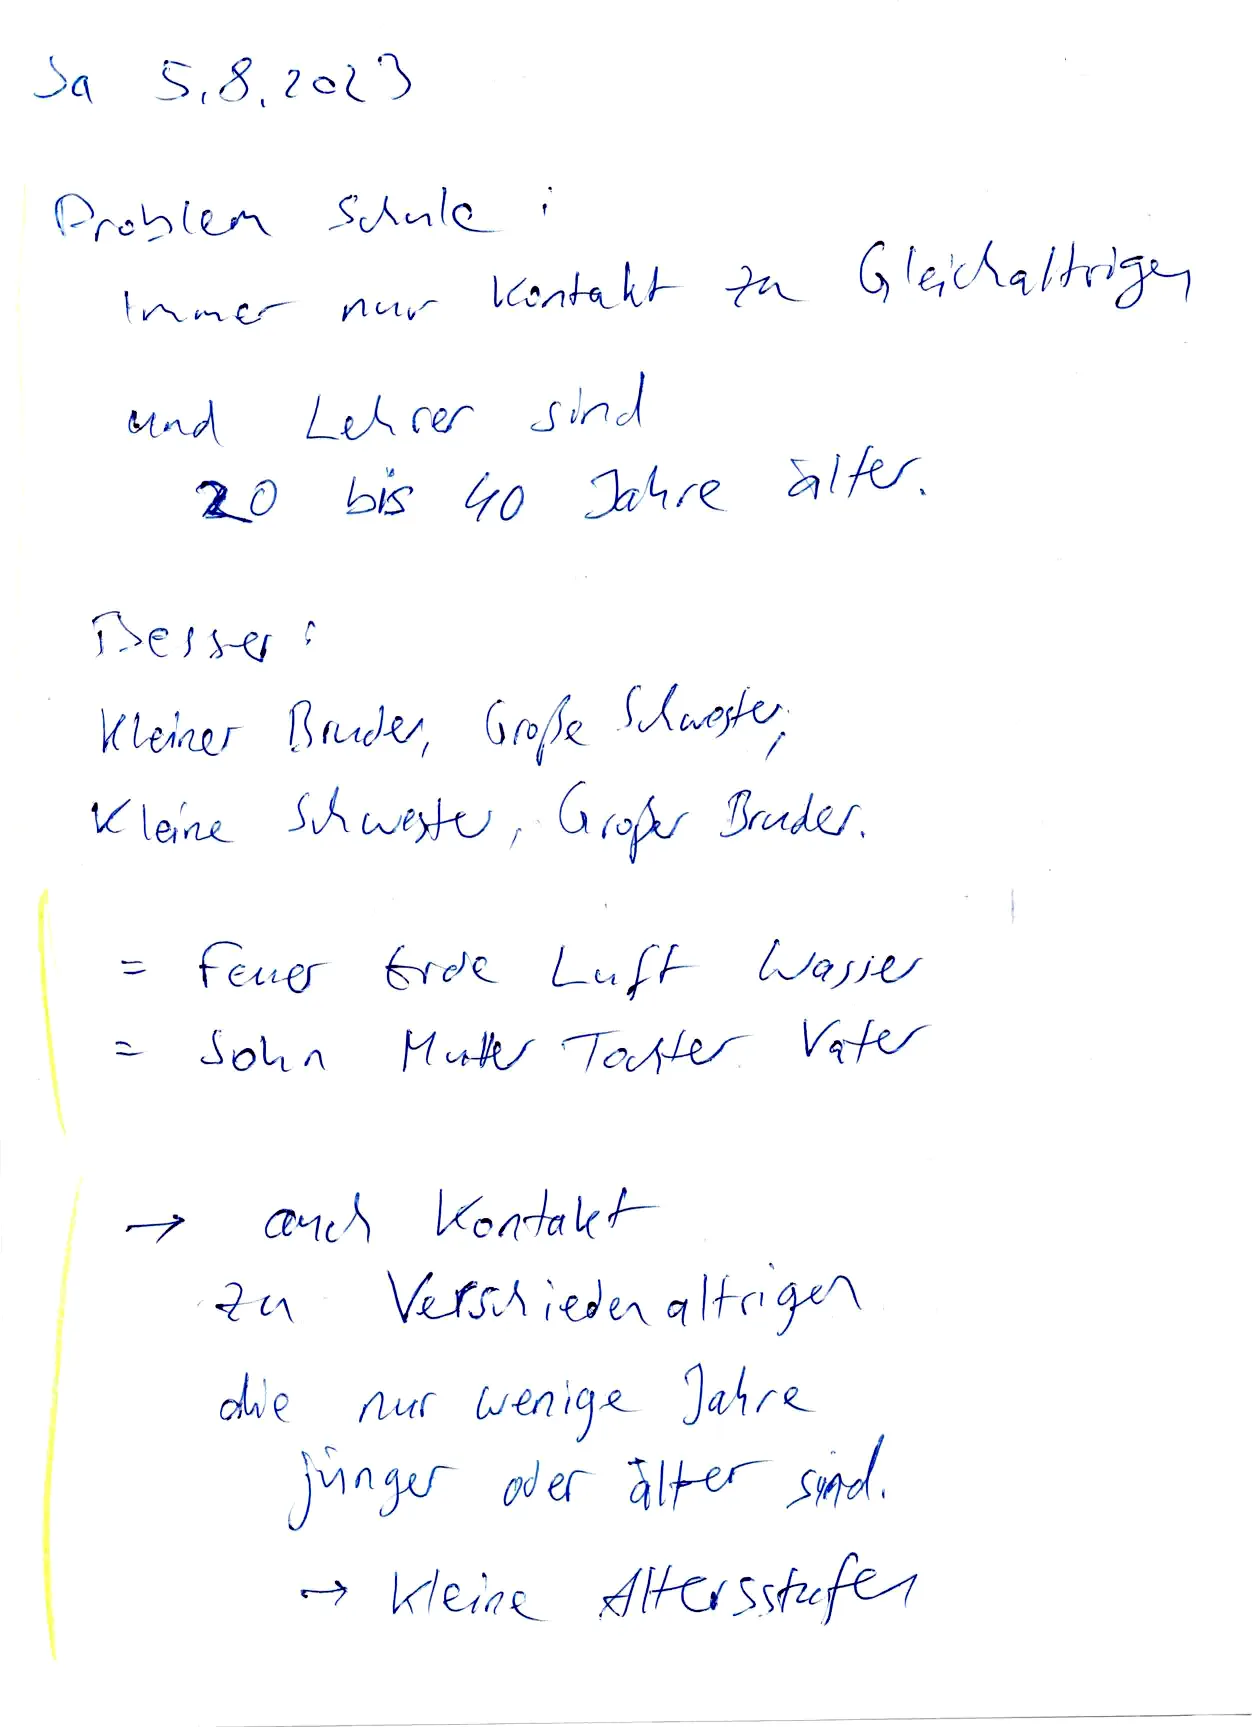 Sa 5.8.2023
Problem Schule:
immer nur Kontakt zu Gleichaltrigen
und Lehrer sind
20 bis 40 Jahre älter.
Besser:
Kleiner Bruder, Große Schwester,
Kleine Schwester, Großer Bruder.
= Feuer Erde Luft Wasser
= Sohn Mutter Tochter Vater
→ auch Kontakt
zu Verschiedenaltrigen
die nur wenige Jahre
jünger oder älter sind.
→ kleine Altersstufen